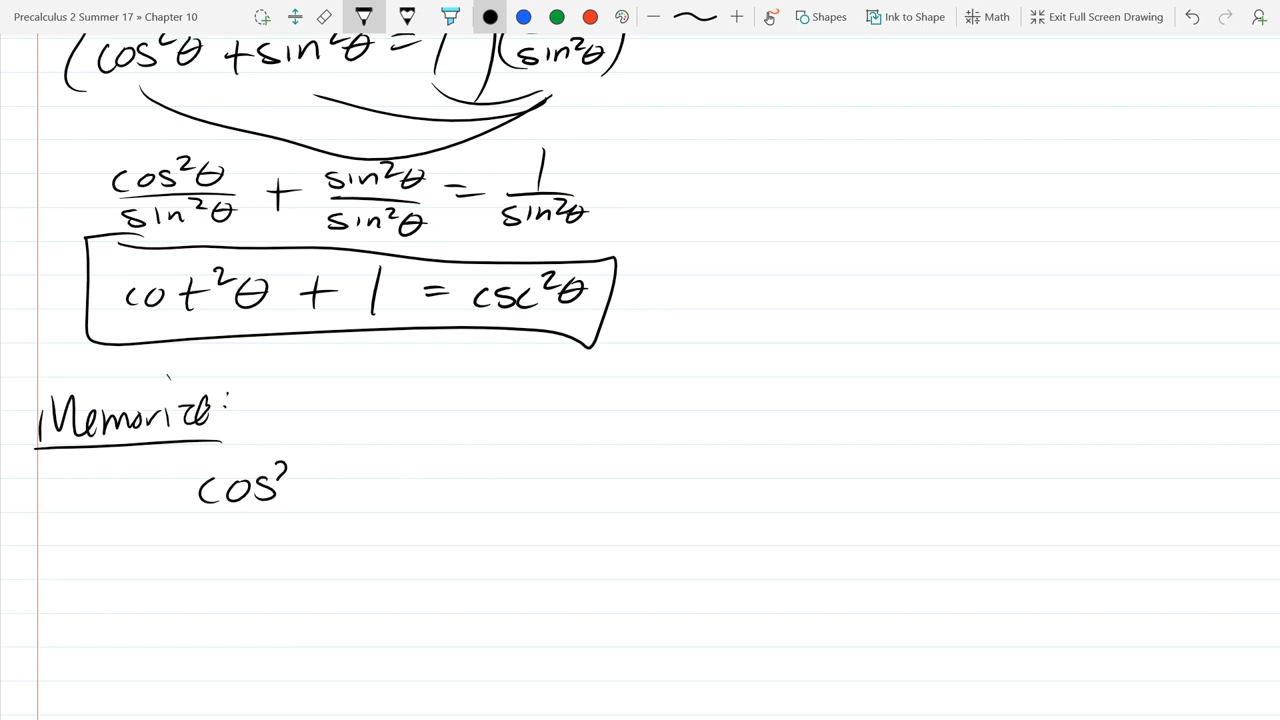 Precalculus 2 Summer 17 » Chapter 10 Shapes Ink to Shape Math Exit Full Screen Drawing
(cos²θ + sin²θ = 1)(1/sin²θ)
cos²θ/sin²θ + sin²θ/sin²θ = 1/sin²θ
cot²θ + 1 = csc²θ
Memorize:
cos²